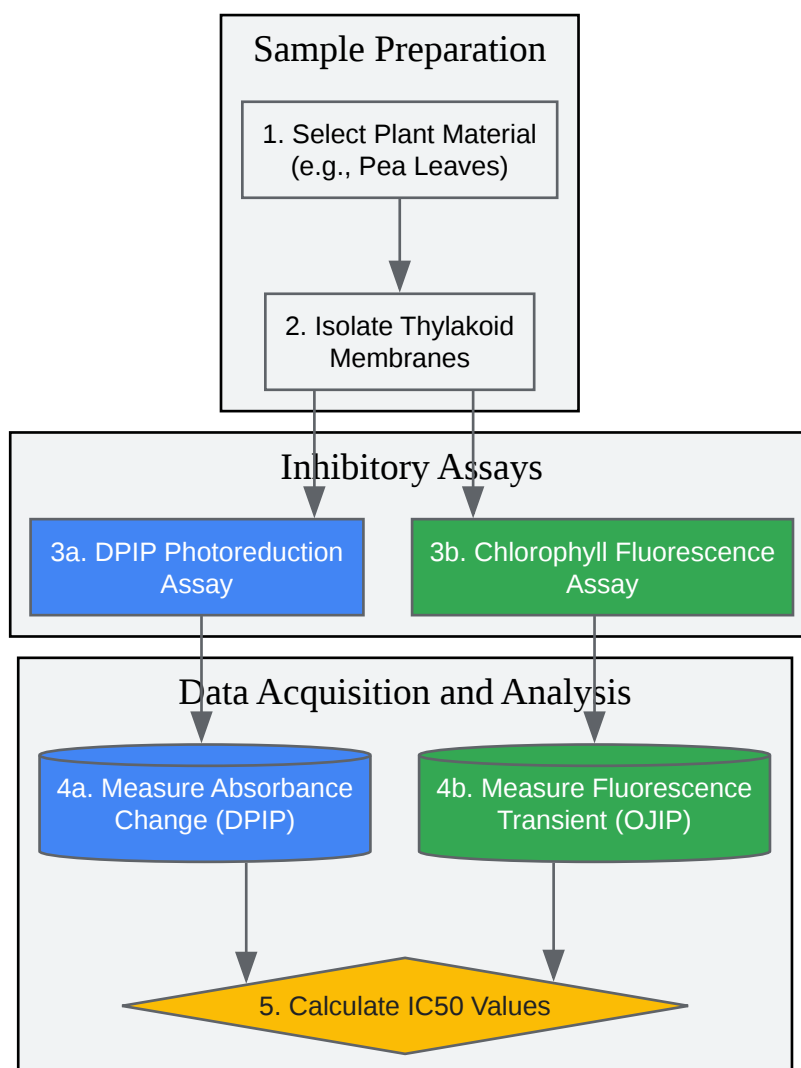 Sample Preparation
1. Select Plant Material
(e.g., Pea Leaves)
2. Isolate Thylakoid
Membranes
Inhibitory Assays
3a. DPIP Photoreduction
Assay
3b. Chlorophyll Fluorescence
Assay
Data Acquisition and Analysis
4a. Measure Absorbance
Change (DPIP)
4b. Measure Fluorescence
Transient (OJIP)
5. Calculate IC50 Values